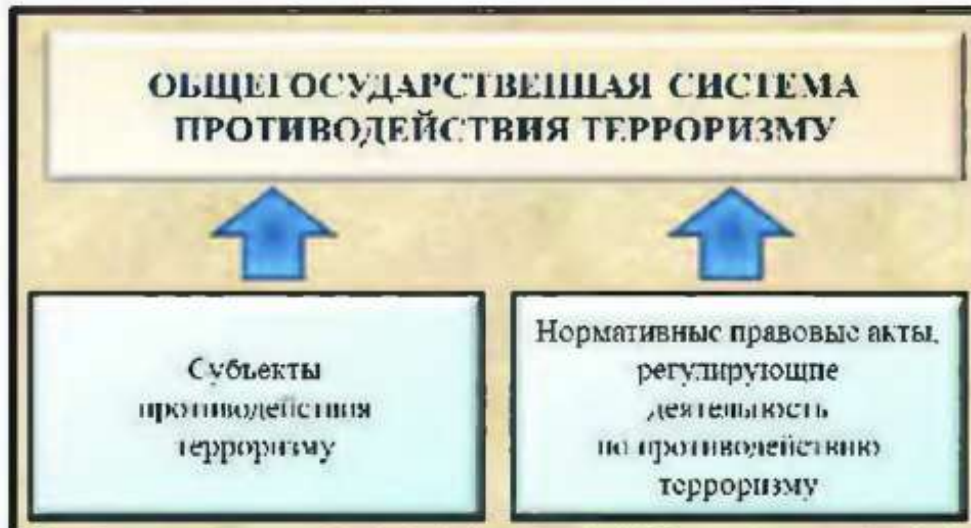 ОБЩЕГОСУДАРСТВЕННАЯ СИСТЕМА
ПРОТИВОДЕЙСТВИЯ ТЕРРОРИЗМУ
Субъекты
противодействия
терроризму
Нормативные правовые акты,
регулирующие
деятельность
по противодействию
терроризму